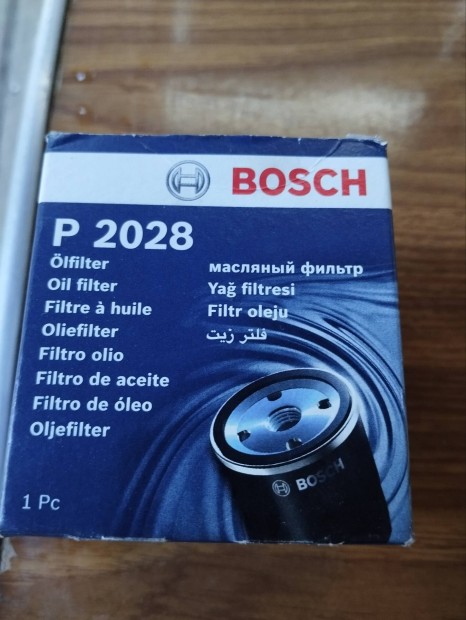 BOSCH
P 2028
Ölfilter
Oil filter
Filtre à huile
Oliefilter
Filtro olio
Filtro de aceite
Filtro de óleo
Oljefilter
масляный фильтр
Yağ filtresi
Filtr oleju
فلتر زيت
BOSCH
1 Pc